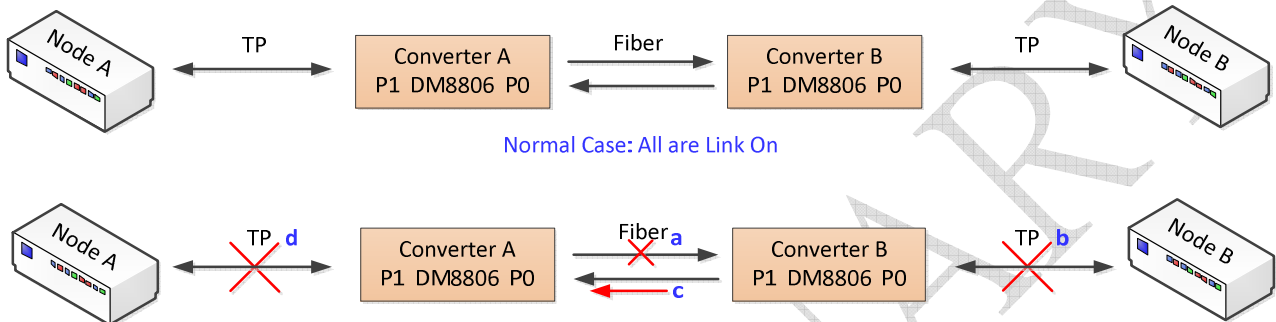 Node A
TP
Converter A
P1 DM8806 P0
Fiber
Converter B
P1 DM8806 P0
TP
Node B
Normal Case: All are Link On
Node A
TP d
Converter A
P1 DM8806 P0
Fiber a
c
Converter B
P1 DM8806 P0
TP b
Node B